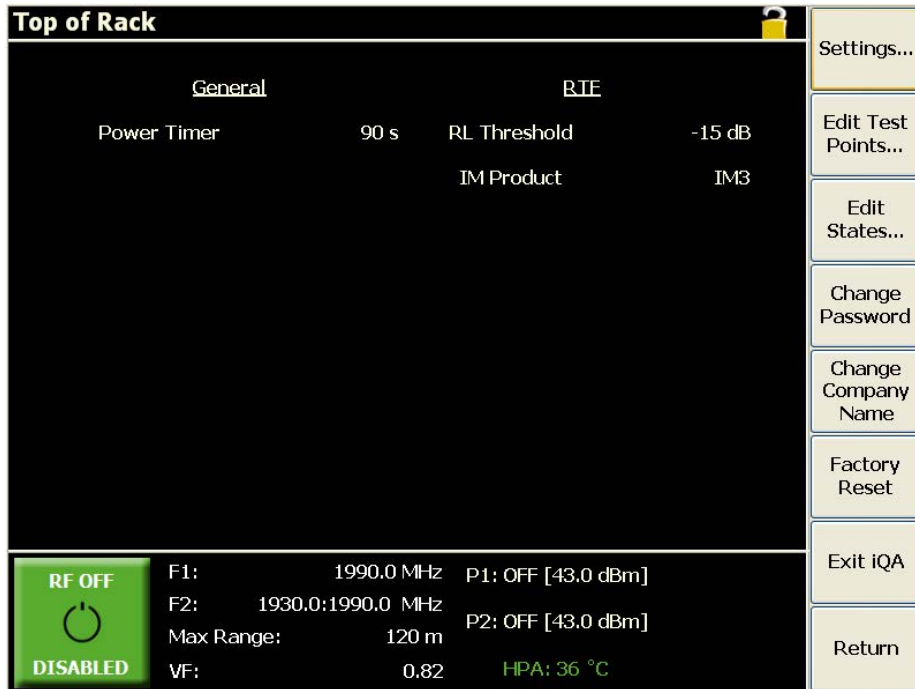 Top of Rack
General
RTF
Power Timer 90 s RL Threshold -15 dB
IM Product IM3
RF OFF
DISABLED
F1: 1990.0 MHz P1: OFF [43.0 dBm]
F2: 1930.0:1990.0 MHz
P2: OFF [43.0 dBm]
Max Range: 120 m
VF: 0.82 HPA: 36 °C
Settings...
Edit Test
Points...
Edit
States...
Change
Password
Change
Company
Name
Factory
Reset
Exit iQA
Return